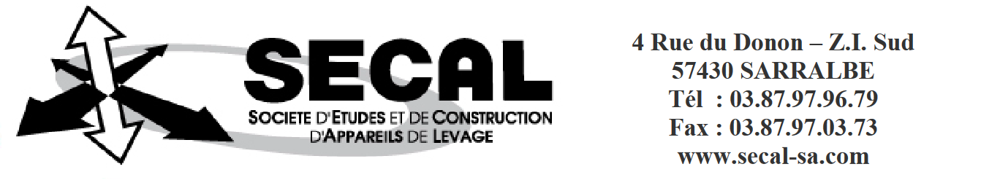 SECAL
SOCIETE D'ETUDES ET DE CONSTRUCTION
D'APPAREILS DE LEVAGE
4 Rue du Donon – Z.I. Sud
57430 SARRALBE
Tél : 03.87.97.96.79
Fax : 03.87.97.03.73
www.secal-sa.com